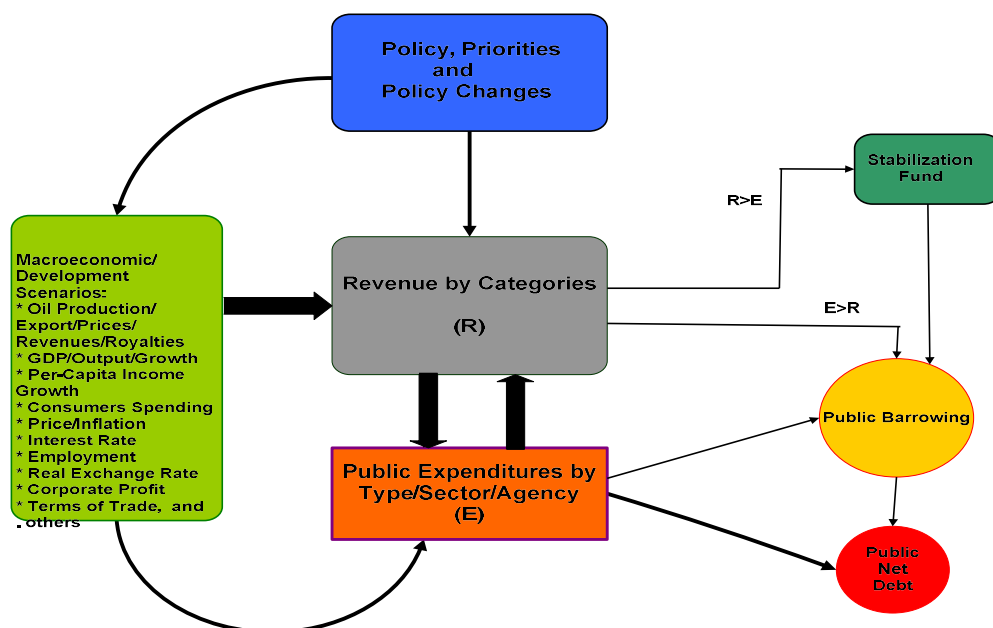 Policy, Priorities
and
Policy Changes
Stabilization
Fund
R>E
Macroeconomic/
Development
Scenarios:
* Oil Production/
Export/Prices/
Revenues/Royalties
* GDP/Output/Growth
* Per-Capita Income
Growth
* Consumers Spending
* Price/Inflation
* Interest Rate
* Employment
* Real Exchange Rate
* Corporate Profit
* Terms of Trade, and
- others
Revenue by Categories
(R)
E>R
Public Barrowing
Public Expenditures by
Type/Sector/Agency
(E)
Public
Net
Debt